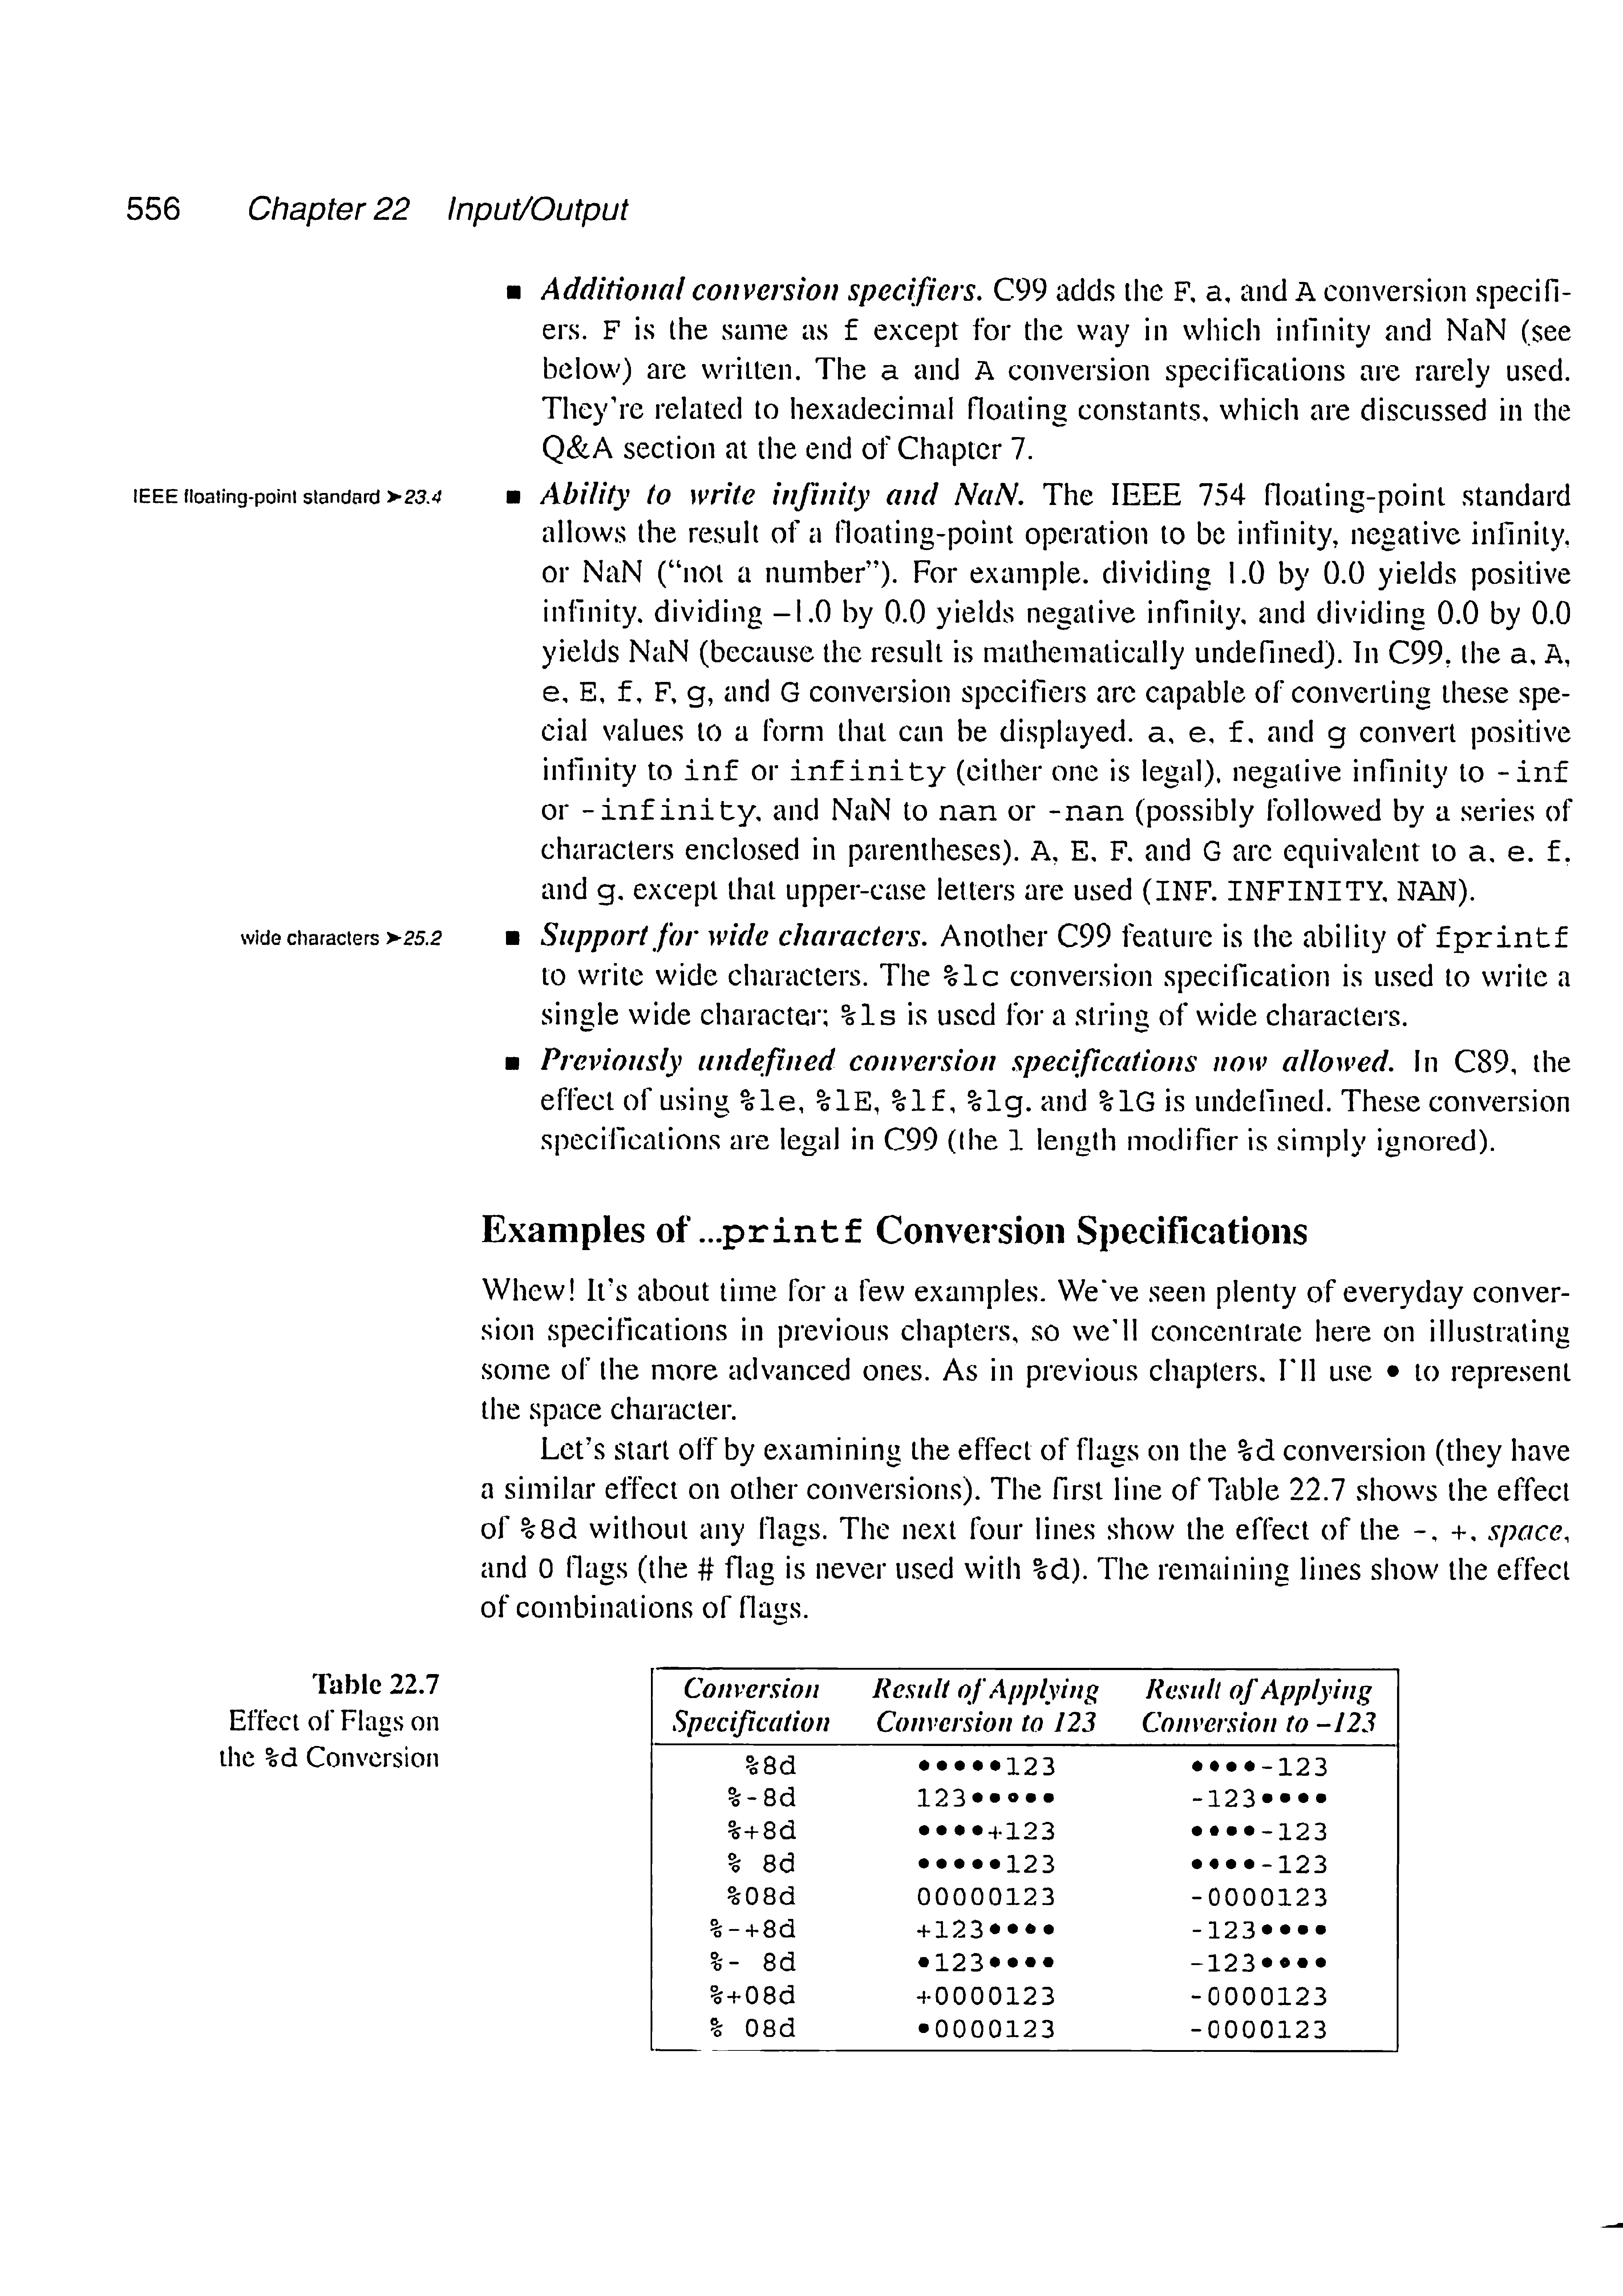 556 Chapter 22 Input/Output
■ Additional conversion specifiers. C99 adds the F, a, and A conversion specifi-
ers. F is the same as f except for the way in which infinity and NaN (see
below) are written. The a and A conversion specifications are rarely used.
They're related to hexadecimal floating constants, which are discussed in the
Q&A section at the end of Chapter 7.
IEEE floating-point standard ➤23.4
■ Ability to write infinity and NaN. The IEEE 754 floating-point standard
allows the result of a floating-point operation to be infinity, negative infinity,
or NaN (“not a number”). For example, dividing 1.0 by 0.0 yields positive
infinity, dividing –1.0 by 0.0 yields negative infinity, and dividing 0.0 by 0.0
yields NaN (because the result is mathematically undefined). In C99, the a, A,
e, E, f, F, g, and G conversion specifiers are capable of converting these spe-
cial values to a form that can be displayed. a, e, f, and g convert positive
infinity to inf or infinity (either one is legal), negative infinity to -inf
or -infinity, and NaN to nan or -nan (possibly followed by a series of
characters enclosed in parentheses). A, E, F, and G are equivalent to a, e, f,
and g, except that upper-case letters are used (INF, INFINITY, NAN).
wide characters ➤25.2
■ Support for wide characters. Another C99 feature is the ability of fprintf
to write wide characters. The %lc conversion specification is used to write a
single wide character; %ls is used for a string of wide characters.
■ Previously undefined conversion specifications now allowed. In C89, the
effect of using %le, %lE, %lf, %lg, and %lG is undefined. These conversion
specifications are legal in C99 (the l length modifier is simply ignored).
Examples of ...printf Conversion Specifications
Whew! It's about time for a few examples. We've seen plenty of everyday conver-
sion specifications in previous chapters, so we'll concentrate here on illustrating
some of the more advanced ones. As in previous chapters, I'll use • to represent
the space character.
Let's start off by examining the effect of flags on the %d conversion (they have
a similar effect on other conversions). The first line of Table 22.7 shows the effect
of %8d without any flags. The next four lines show the effect of the -, +, space,
and 0 flags (the # flag is never used with %d). The remaining lines show the effect
of combinations of flags.
Table 22.7
Effect of Flags on
the %d Conversion
Conversion Result of Applying Result of Applying
Specification Conversion to 123 Conversion to –123
%8d •••••123 ••••-123
%-8d 123••••• -123••••
%+8d ••••+123 ••••-123
% 8d •••••123 ••••-123
%08d 00000123 -0000123
%-+8d +123•••• -123••••
%- 8d •123•••• -123••••
%+08d +0000123 -0000123
% 08d •0000123 -0000123